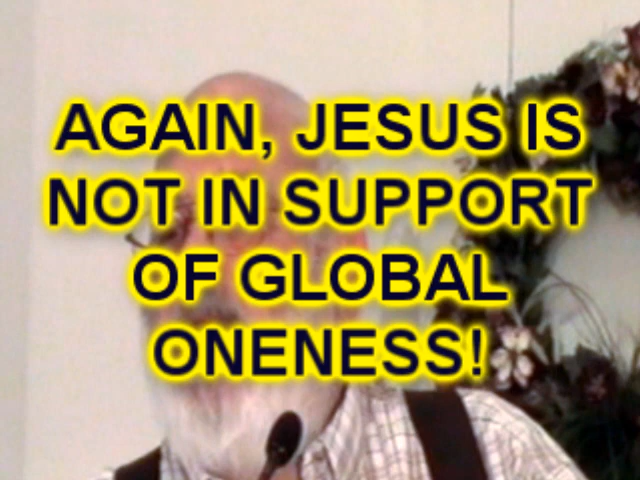 AGAIN, JESUS IS
NOT IN SUPPORT
OF GLOBAL
ONENESS!